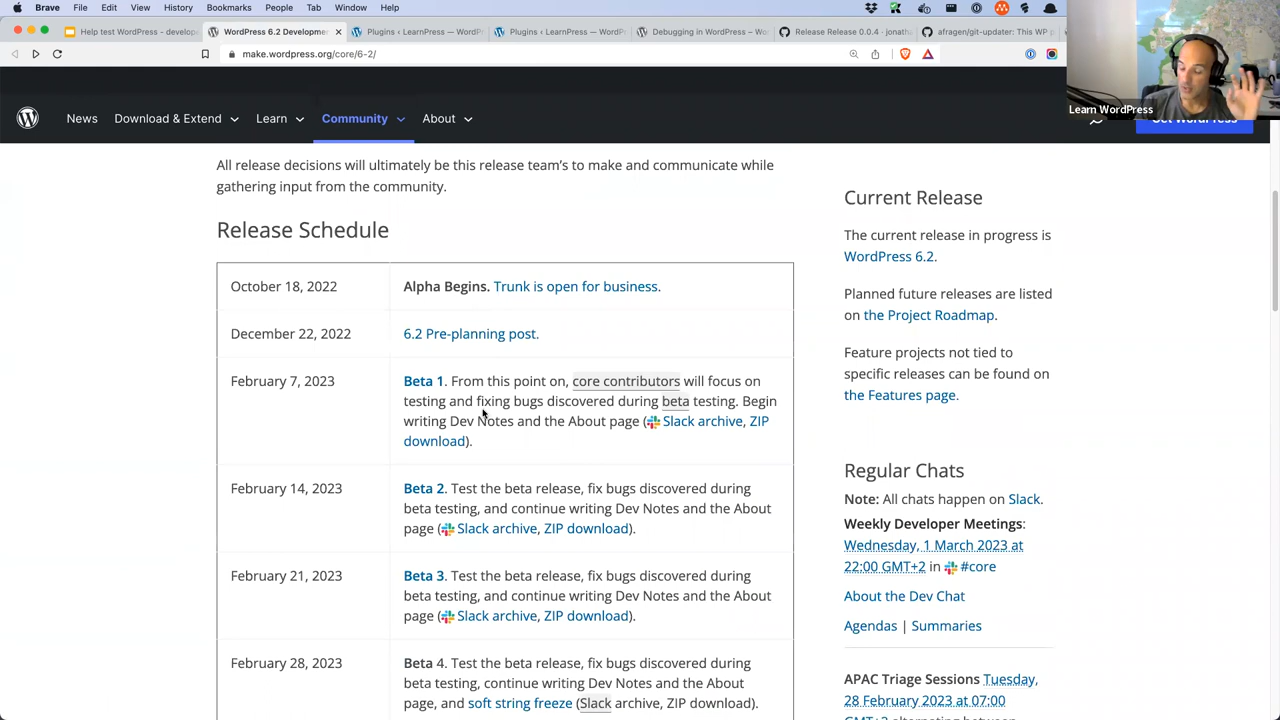 Brave File Edit View History Bookmarks People Tab Window Help
Help test WordPress - develop
WordPress 6.2 Developmen
Plugins ‹ LearnPress — WordP
Plugins ‹ LearnPress — WordPr
Debugging in WordPress – Wo
Release Release 0.0.4 · jonath
afragen/git-updater: This WP p
make.wordpress.org/core/6-2/
Learn WordPress
News Download & Extend Learn Community About
Get WordPress
All release decisions will ultimately be this release team's to make and communicate while
gathering input from the community.
Release Schedule
October 18, 2022 Alpha Begins. Trunk is open for business.
December 22, 2022 6.2 Pre-planning post.
February 7, 2023 Beta 1. From this point on, core contributors will focus on
testing and fixing bugs discovered during beta testing. Begin
writing Dev Notes and the About page (Slack archive, ZIP
download).
February 14, 2023 Beta 2. Test the beta release, fix bugs discovered during
beta testing, and continue writing Dev Notes and the About
page (Slack archive, ZIP download).
February 21, 2023 Beta 3. Test the beta release, fix bugs discovered during
beta testing, and continue writing Dev Notes and the About
page (Slack archive, ZIP download).
February 28, 2023 Beta 4. Test the beta release, fix bugs discovered during
beta testing, continue writing Dev Notes and the About
page, and soft string freeze (Slack archive, ZIP download).
Current Release
The current release in progress is
WordPress 6.2.
Planned future releases are listed
on the Project Roadmap.
Feature projects not tied to
specific releases can be found on
the Features page.
Regular Chats
Note: All chats happen on Slack.
Weekly Developer Meetings:
Wednesday, 1 March 2023 at
22:00 GMT+2 in #core
About the Dev Chat
Agendas | Summaries
APAC Triage Sessions Tuesday,
28 February 2023 at 07:00